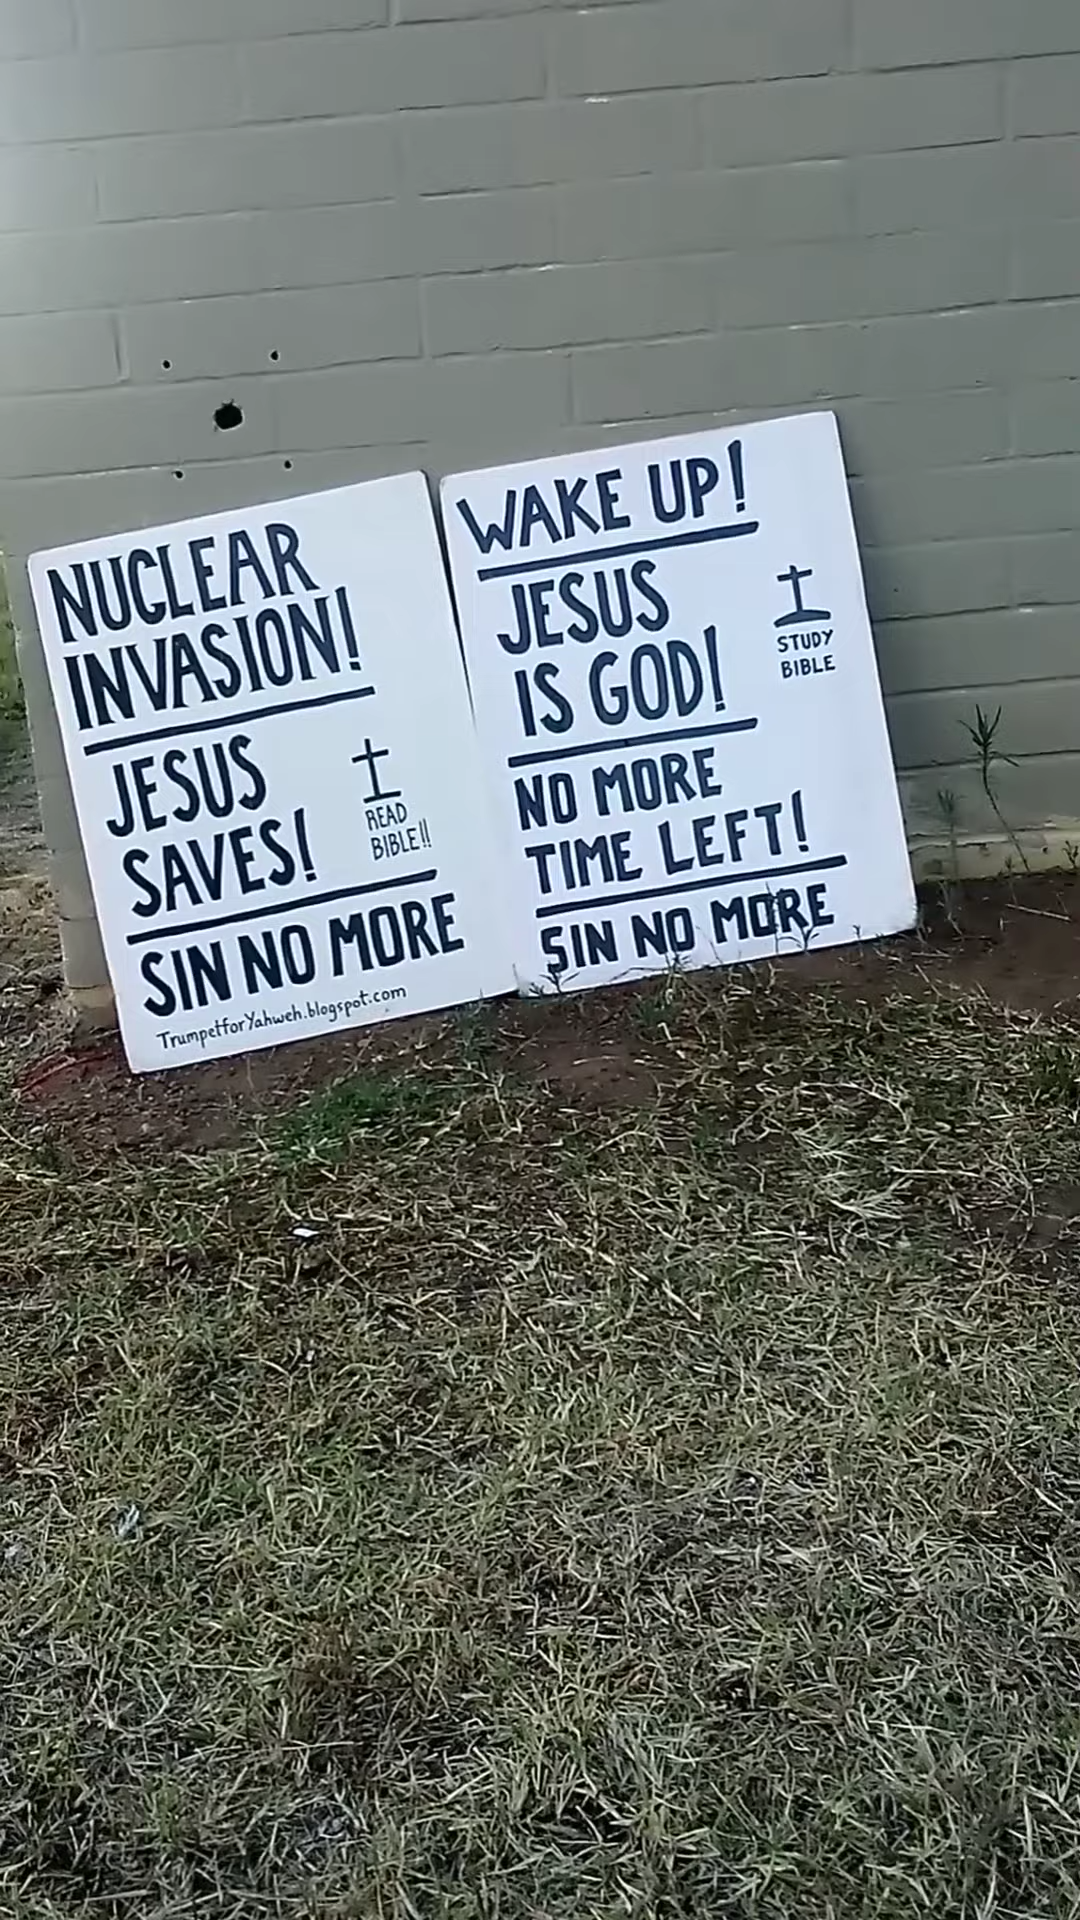 NUCLEAR
INVASION!
JESUS
SAVES!
READ
BIBLE!!
SIN NO MORE
TrumpetforYahweh.blogspot.com
WAKE UP!
JESUS
IS GOD!
STUDY
BIBLE
NO MORE
TIME LEFT!
SIN NO MORE